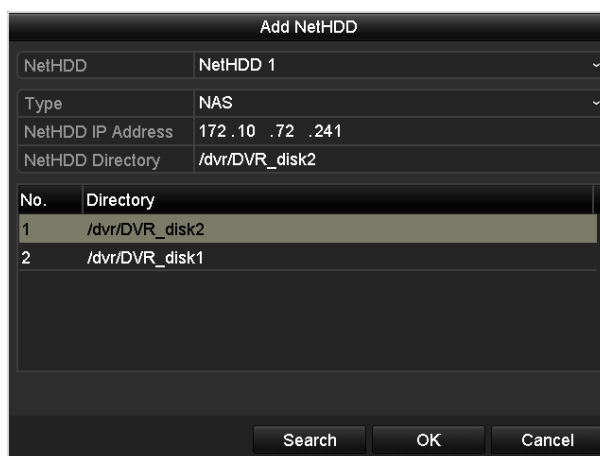 Add NetHDD
NetHDD NetHDD 1
Type NAS
NetHDD IP Address 172 .10 .72 .241
NetHDD Directory /dvr/DVR_disk2
No. Directory
1 /dvr/DVR_disk2
2 /dvr/DVR_disk1
Search OK Cancel